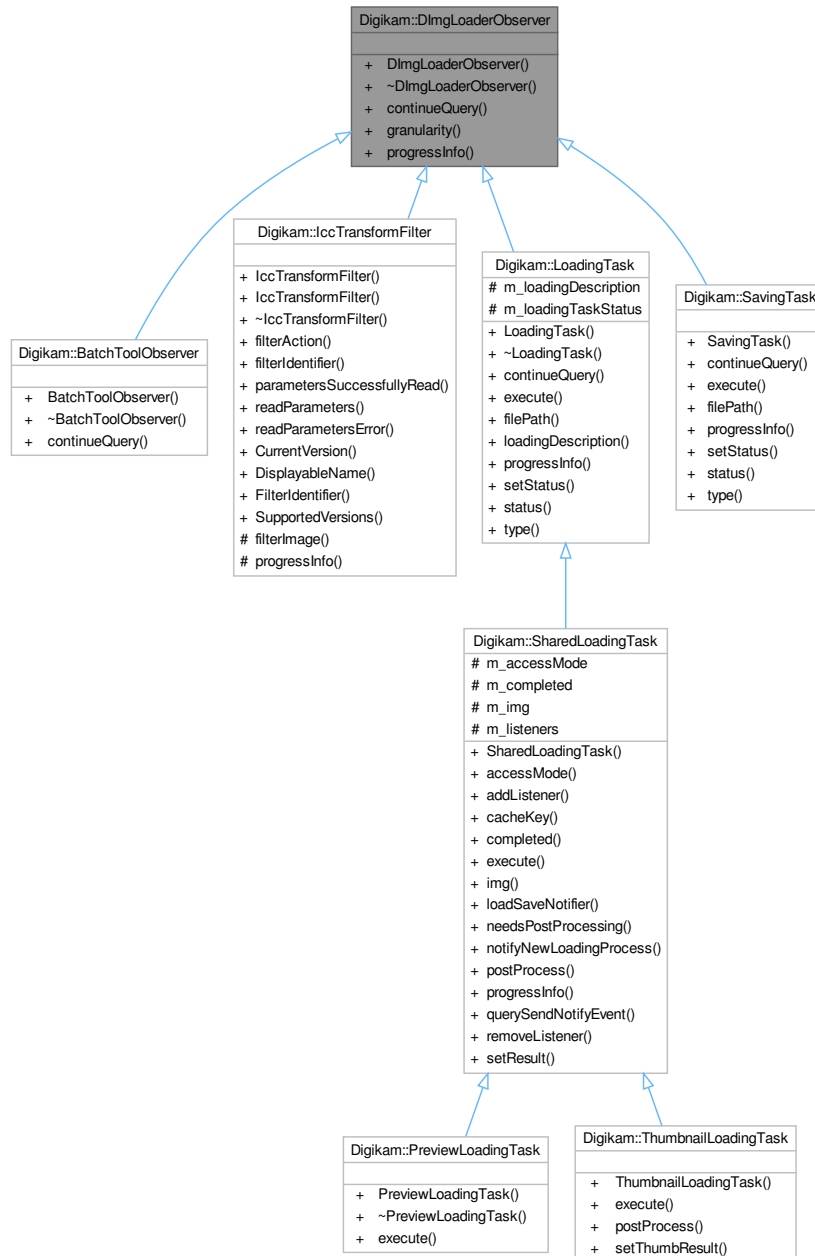 Digikam::DImgLoaderObserver
+ DImgLoaderObserver()
+ ~DImgLoaderObserver()
+ continueQuery()
+ granularity()
+ progressInfo()
Digikam::BatchToolObserver
+ BatchToolObserver()
+ ~BatchToolObserver()
+ continueQuery()
Digikam::IccTransformFilter
+ IccTransformFilter()
+ IccTransformFilter()
+ ~IccTransformFilter()
+ filterAction()
+ filterIdentifier()
+ parametersSuccessfullyRead()
+ readParameters()
+ readParametersError()
+ CurrentVersion()
+ DisplayableName()
+ FilterIdentifier()
+ SupportedVersions()
# filterImage()
# progressInfo()
Digikam::LoadingTask
# m_loadingDescription
# m_loadingTaskStatus
+ LoadingTask()
+ ~LoadingTask()
+ continueQuery()
+ execute()
+ filePath()
+ loadingDescription()
+ progressInfo()
+ setStatus()
+ status()
+ type()
Digikam::SavingTask
+ SavingTask()
+ continueQuery()
+ execute()
+ filePath()
+ progressInfo()
+ setStatus()
+ status()
+ type()
Digikam::SharedLoadingTask
# m_accessMode
# m_completed
# m_img
# m_listeners
+ SharedLoadingTask()
+ accessMode()
+ addListener()
+ cacheKey()
+ completed()
+ execute()
+ img()
+ loadSaveNotifier()
+ needsPostProcessing()
+ notifyNewLoadingProcess()
+ postProcess()
+ progressInfo()
+ querySendNotifyEvent()
+ removeListener()
+ setResult()
Digikam::PreviewLoadingTask
+ PreviewLoadingTask()
+ ~PreviewLoadingTask()
+ execute()
Digikam::ThumbnailLoadingTask
+ ThumbnailLoadingTask()
+ execute()
+ postProcess()
+ setThumbResult()